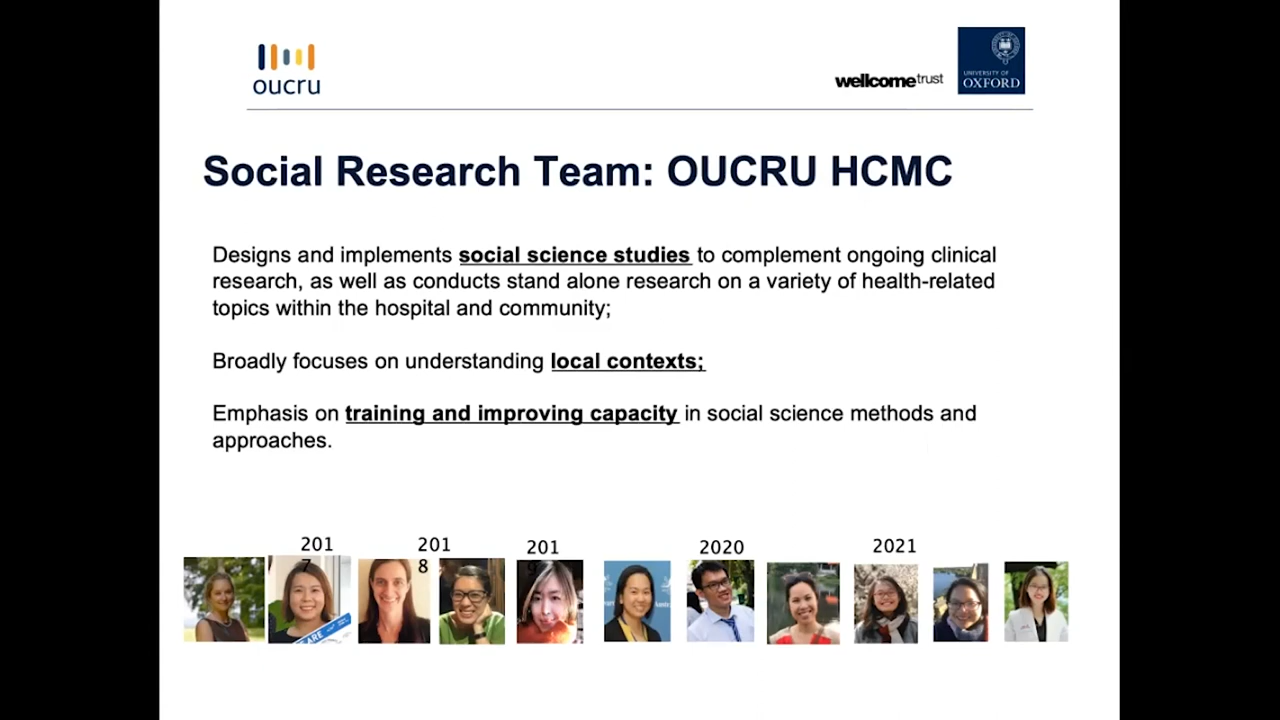 oucru
wellcome trust
UNIVERSITY OF
OXFORD
Social Research Team: OUCRU HCMC
Designs and implements social science studies to complement ongoing clinical
research, as well as conducts stand alone research on a variety of health-related
topics within the hospital and community;
Broadly focuses on understanding local contexts;
Emphasis on training and improving capacity in social science methods and
approaches.
201
7
201
8
201
2020
2021